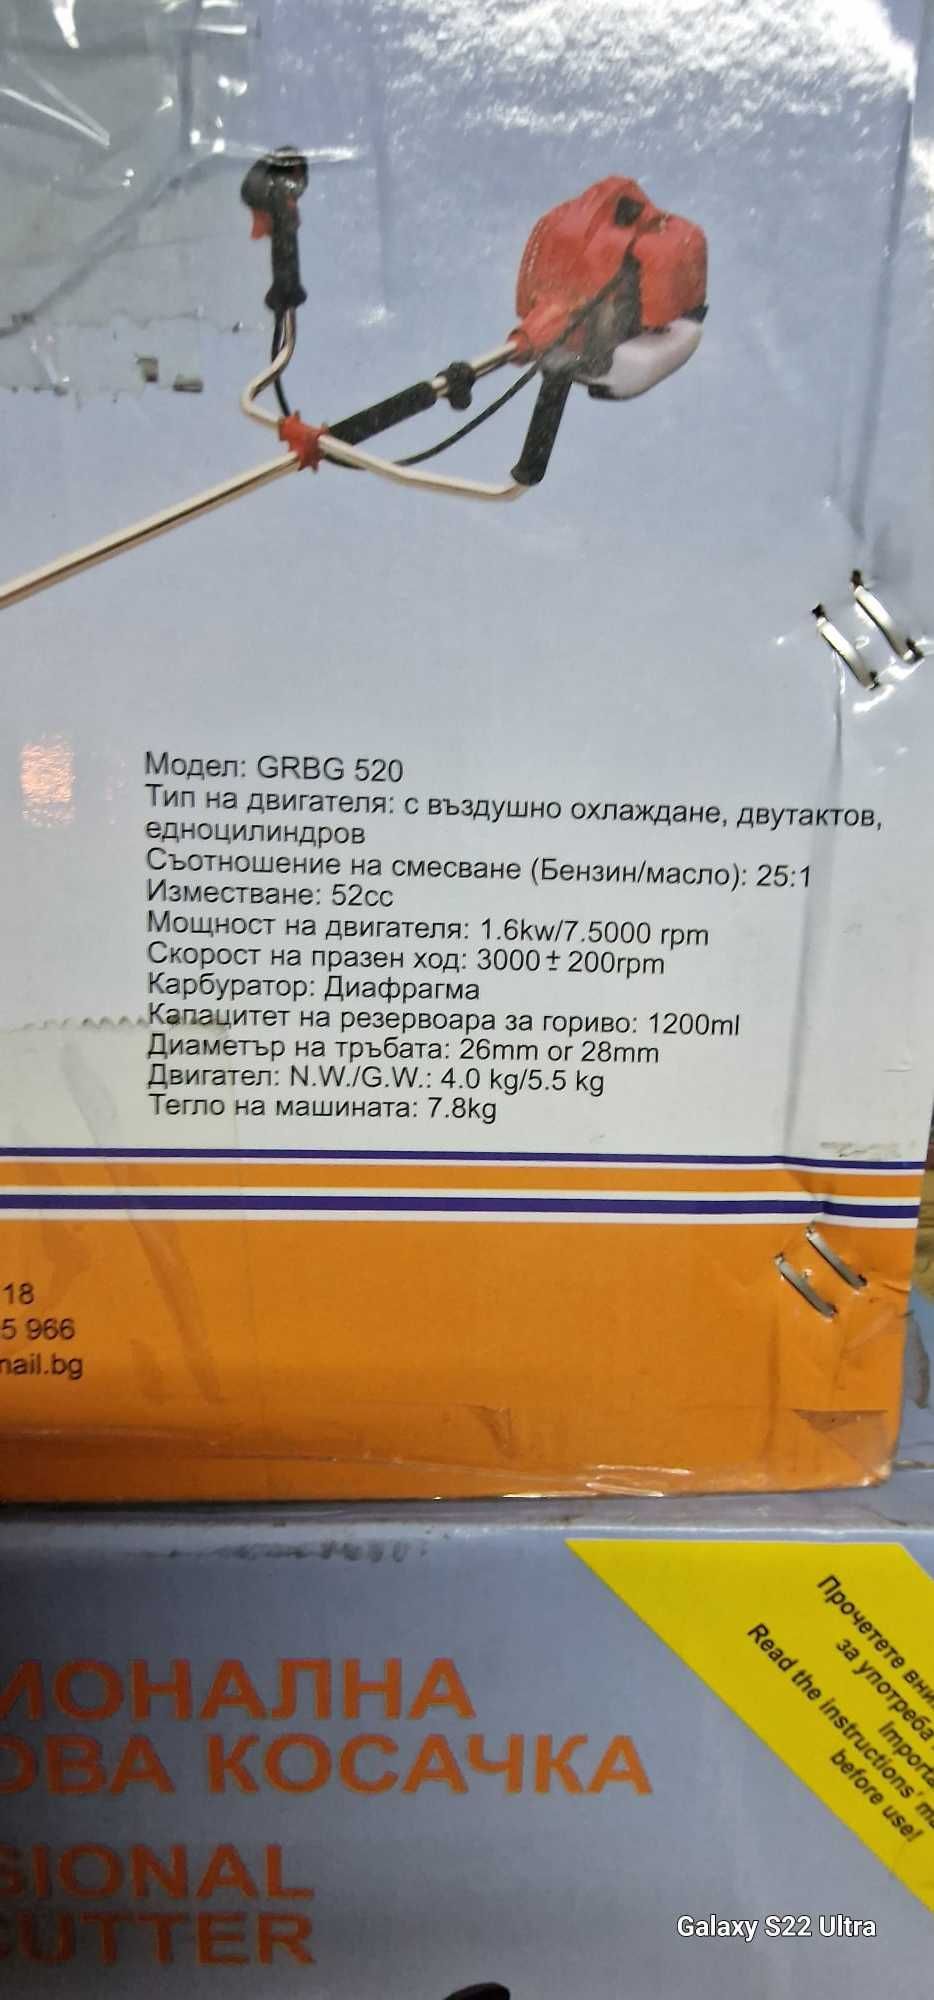 Модел: GRBG 520
Тип на двигателя: с въздушно охлаждане, двутактов,
едноцилиндров
Съотношение на смесване (Бензин/масло): 25:1
Изместване: 52cc
Мощност на двигателя: 1.6kw/7.5000 rpm
Скорост на празен ход: 3000 ± 200rpm
Карбуратор: Диафрагма
Капацитет на резервоара за гориво: 1200ml
Диаметър на тръбата: 26mm or 28mm
Двигател: N.W./G.W.: 4.0 kg/5.5 kg
Тегло на машината: 7.8kg
18
5 966
mail.bg
ИОНАЛНА
ОВА КОСАЧКА
SIONAL
CUTTER
Прочетете
за употреба
Read the instructions'
before use!
Galaxy S22 Ultra